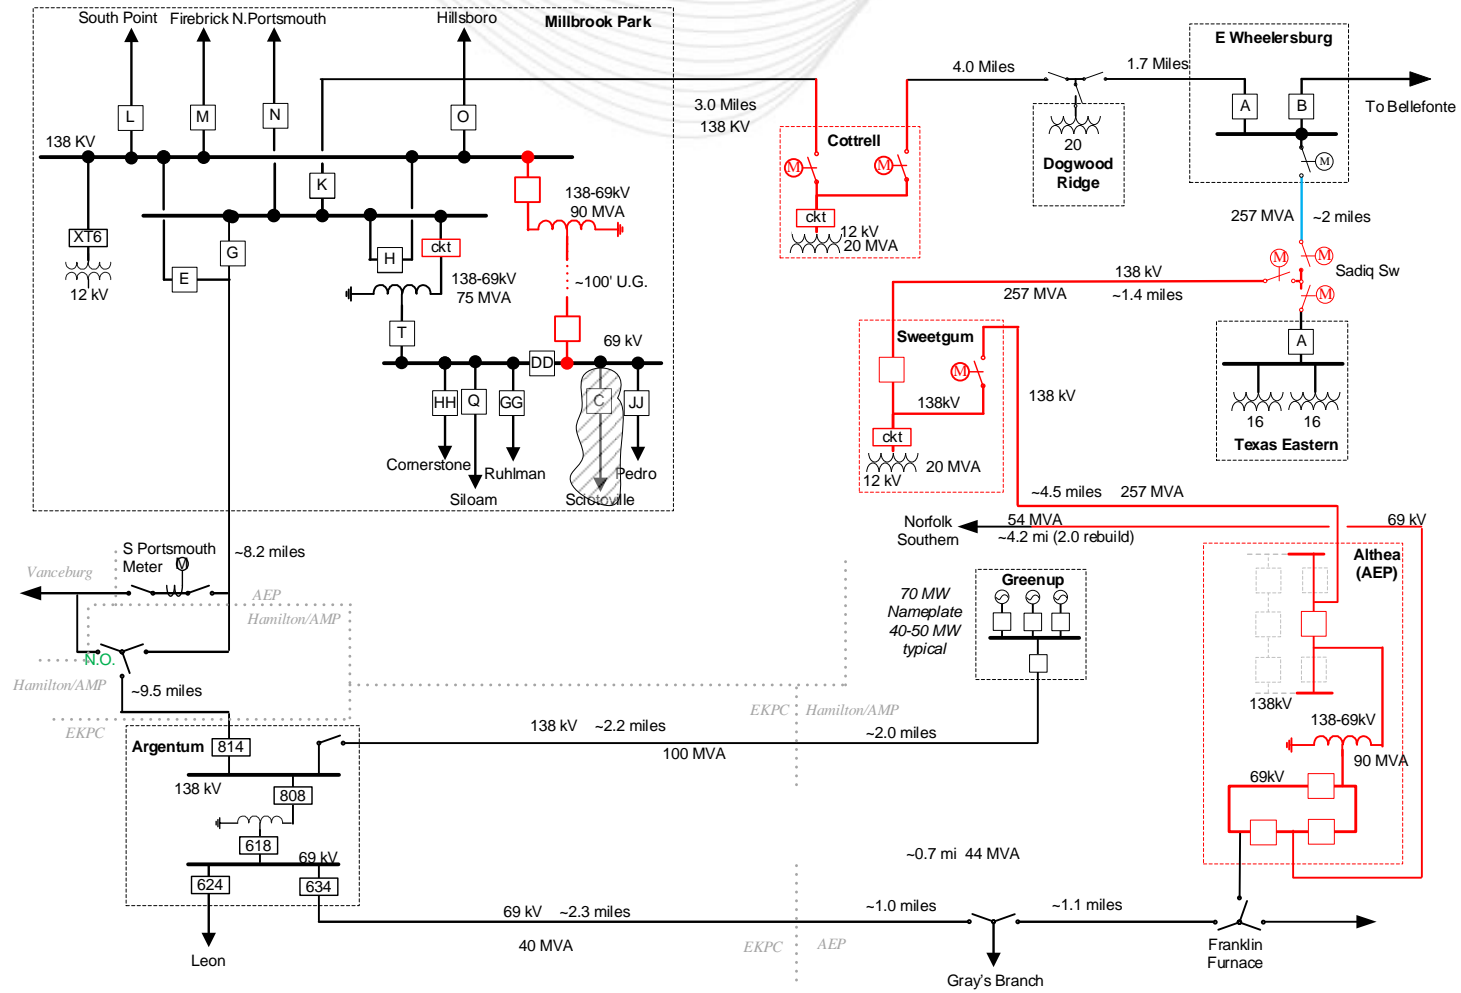 South Point
Firebrick
N.Portsmouth
Hillsboro
Millbrook Park
L
M
N
O
138 KV
K
XT6
12 kV
G
E
H
ckt
138-69kV
75 MVA
138-69kV
90 MVA
~100' U.G.
T
69 kV
DD
HH
Q
GG
C
JJ
Cornerstone
Siloam
Ruhlman
Sciotoville
Pedro
3.0 Miles
138 KV
Cottrell
M
M
ckt
12 kV
20 MVA
4.0 Miles
1.7 Miles
20
Dogwood
Ridge
E Wheelersburg
A
B
M
To Bellefonte
257 MVA
~2 miles
M
M
M
Sadiq Sw
138 kV
257 MVA
~1.4 miles
A
16
16
Texas Eastern
Sweetgum
M
138kV
ckt
12 kV
20 MVA
138 kV
~4.5 miles
257 MVA
Norfolk
Southern
54 MVA
~4.2 mi (2.0 rebuild)
69 kV
Althea
(AEP)
138kV
138-69kV
90 MVA
69kV
Greenup
70 MW
Nameplate
40-50 MW
typical
S Portsmouth
Meter
M
~8.2 miles
Vanceburg
AEP
Hamilton/AMP
N.O.
Hamilton/AMP
~9.5 miles
EKPC
Argentum
814
138 kV
808
618
69 kV
624
634
Leon
138 kV
~2.2 miles
100 MVA
EKPC
Hamilton/AMP
~2.0 miles
~0.7 mi 44 MVA
69 kV
~2.3 miles
40 MVA
EKPC
AEP
~1.0 miles
~1.1 miles
Gray's Branch
Franklin
Furnace